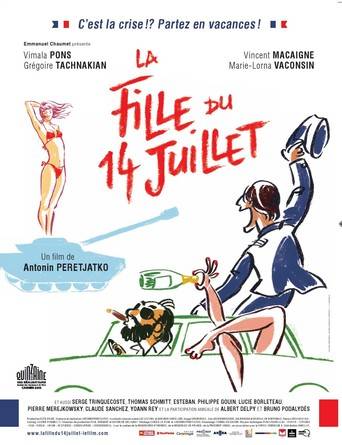 C'est la crise !? Partez en vacances !
Emmanuel Chaumet présente
Vimala PONS
Grégoire TACHNAKIAN
Vincent MACAIGNE
Marie-Lorna VACONSIN
LA
FILLE DU
14 JUILLET
Un film de
Antonin PERETJATKO
QUINZAINE
DES RÉALISATEURS
CANNES 2013
ET AUSSI SERGE TRINQUECOSTE, THOMAS SCHMITT, ESTEBAN, PHILIPPE GOUIN, LUCIE BORLETEAU,
PIERRE MEREJKOWSKY, CLAUDE SANCHEZ, YOANN REY ET LA PARTICIPATION AMICALE DE ALBERT DELPY ET BRUNO PODALYDÈS
www.lafilledu14juillet-lefilm.com